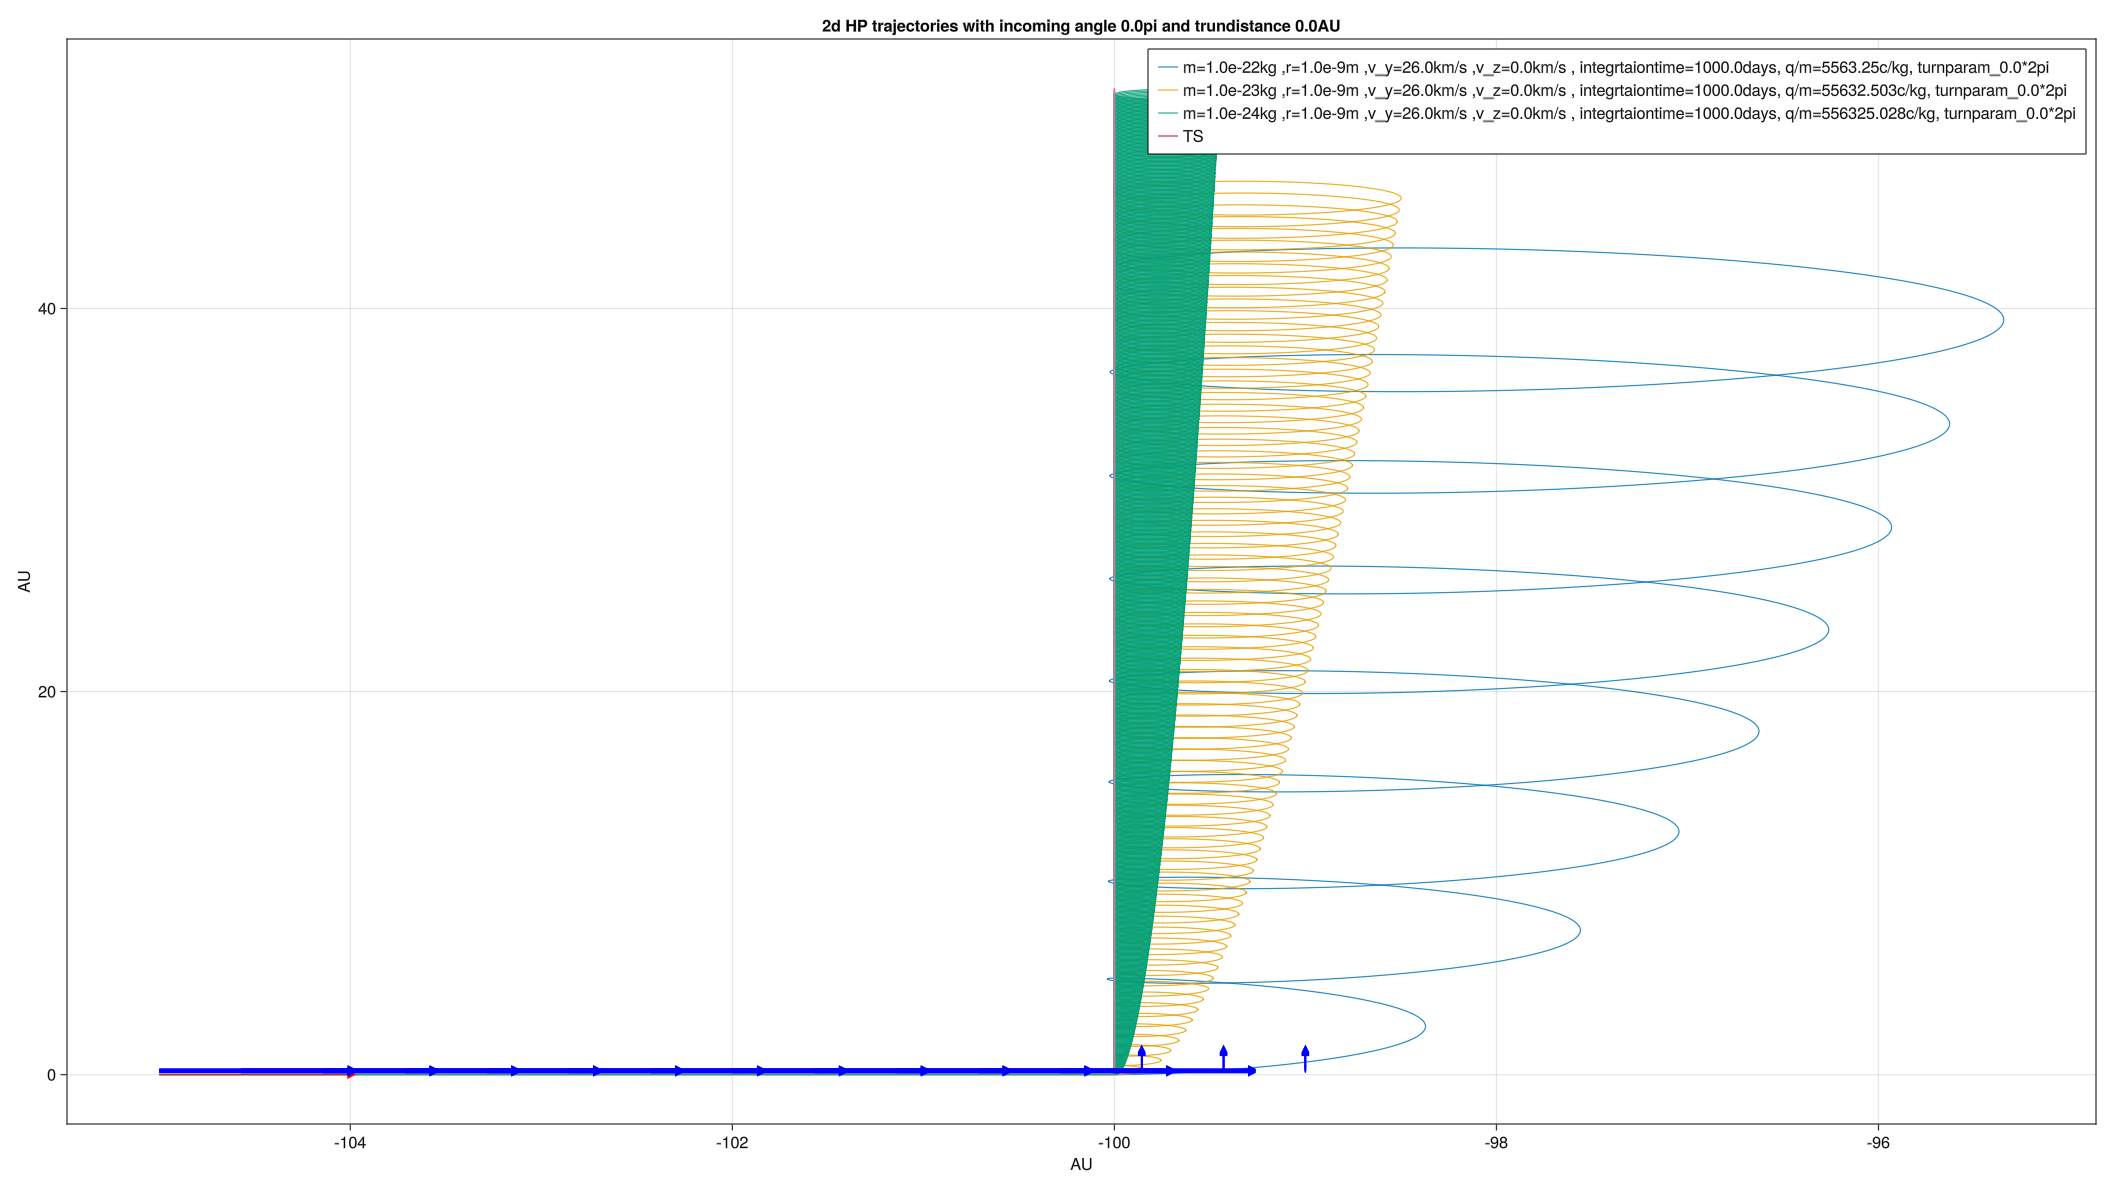 2d HP trajectories with incoming angle 0.0pi and trundistance 0.0AU
m=1.0e-22kg ,r=1.0e-9m ,v_y=26.0km/s ,v_z=0.0km/s , integrtaiontime=1000.0days, q/m=5563.25c/kg, turnparam_0.0*2pi
m=1.0e-23kg ,r=1.0e-9m ,v_y=26.0km/s ,v_z=0.0km/s , integrtaiontime=1000.0days, q/m=55632.503c/kg, turnparam_0.0*2pi
m=1.0e-24kg ,r=1.0e-9m ,v_y=26.0km/s ,v_z=0.0km/s , integrtaiontime=1000.0days, q/m=556325.028c/kg, turnparam_0.0*2pi
TS
40
20
0
AU
-104
-102
-100
-98
-96
AU